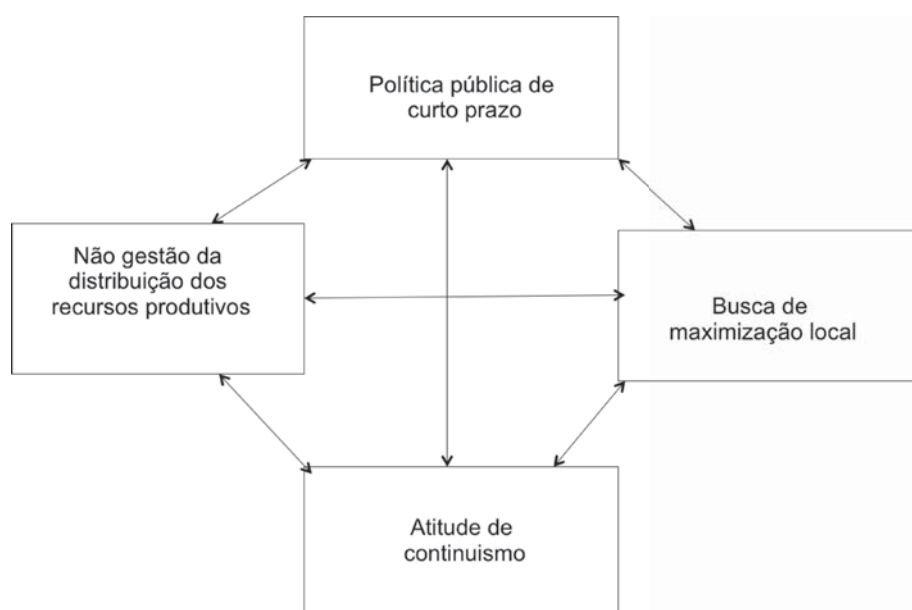 Política pública de
curto prazo
Não gestão da
distribuição dos
recursos produtivos
Busca de
maximização local
Atitude de
continuismo